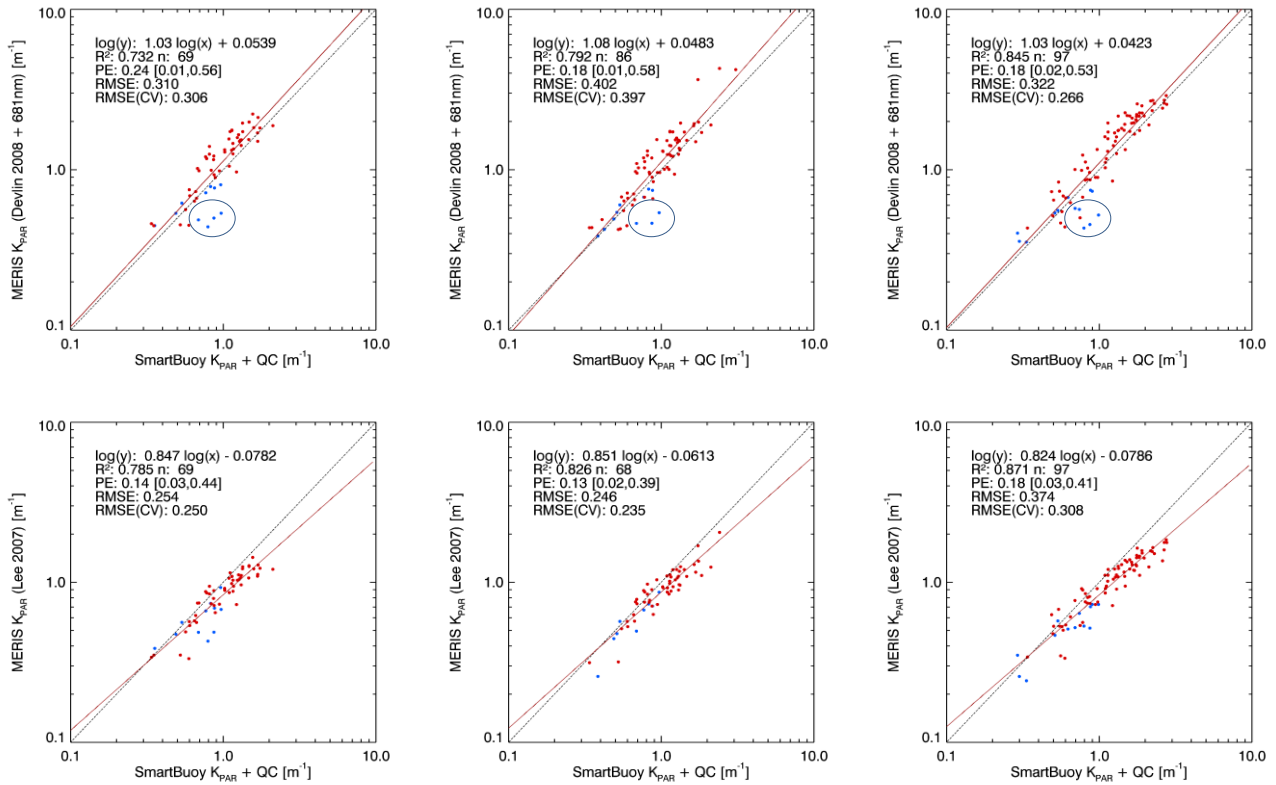 10.0
log(y): 1.03 log(x) + 0.0539
R²: 0.732 n: 69
PE: 0.24 [0.01,0.56]
RMSE: 0.310
RMSE(CV): 0.306
MERIS K_PAR (Devlin 2008 + 681nm) [m⁻¹]
1.0
0.1
0.1 1.0 10.0
SmartBuoy K_PAR + QC [m⁻¹]
10.0
log(y): 1.08 log(x) + 0.0483
R²: 0.792 n: 86
PE: 0.18 [0.01,0.58]
RMSE: 0.402
RMSE(CV): 0.397
MERIS K_PAR (Devlin 2008 + 681nm) [m⁻¹]
1.0
0.1
0.1 1.0 10.0
SmartBuoy K_PAR + QC [m⁻¹]
10.0
log(y): 1.03 log(x) + 0.0423
R²: 0.845 n: 97
PE: 0.18 [0.02,0.53]
RMSE: 0.322
RMSE(CV): 0.266
MERIS K_PAR (Devlin 2008 + 681nm) [m⁻¹]
1.0
0.1
0.1 1.0 10.0
SmartBuoy K_PAR + QC [m⁻¹]
10.0
log(y): 0.847 log(x) - 0.0782
R²: 0.785 n: 69
PE: 0.14 [0.03,0.44]
RMSE: 0.254
RMSE(CV): 0.250
MERIS K_PAR (Lee 2007) [m⁻¹]
1.0
0.1
0.1 1.0 10.0
SmartBuoy K_PAR + QC [m⁻¹]
10.0
log(y): 0.851 log(x) - 0.0613
R²: 0.826 n: 68
PE: 0.13 [0.02,0.39]
RMSE: 0.246
RMSE(CV): 0.235
MERIS K_PAR (Lee 2007) [m⁻¹]
1.0
0.1
0.1 1.0 10.0
SmartBuoy K_PAR + QC [m⁻¹]
10.0
log(y): 0.824 log(x) - 0.0786
R²: 0.871 n: 97
PE: 0.18 [0.03,0.41]
RMSE: 0.374
RMSE(CV): 0.308
MERIS K_PAR (Lee 2007) [m⁻¹]
1.0
0.1
0.1 1.0 10.0
SmartBuoy K_PAR + QC [m⁻¹]